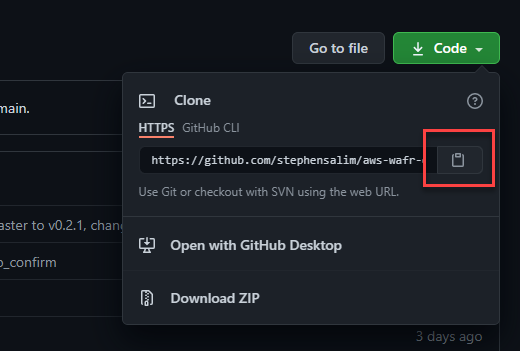 Go to file
Code
main.
Clone
HTTPS GitHub CLI
https://github.com/stephensalim/aws-wafr-
Use Git or checkout with SVN using the web URL.
aster to v0.2.1, chang
Open with GitHub Desktop
o_confirm
Download ZIP
3 days ago